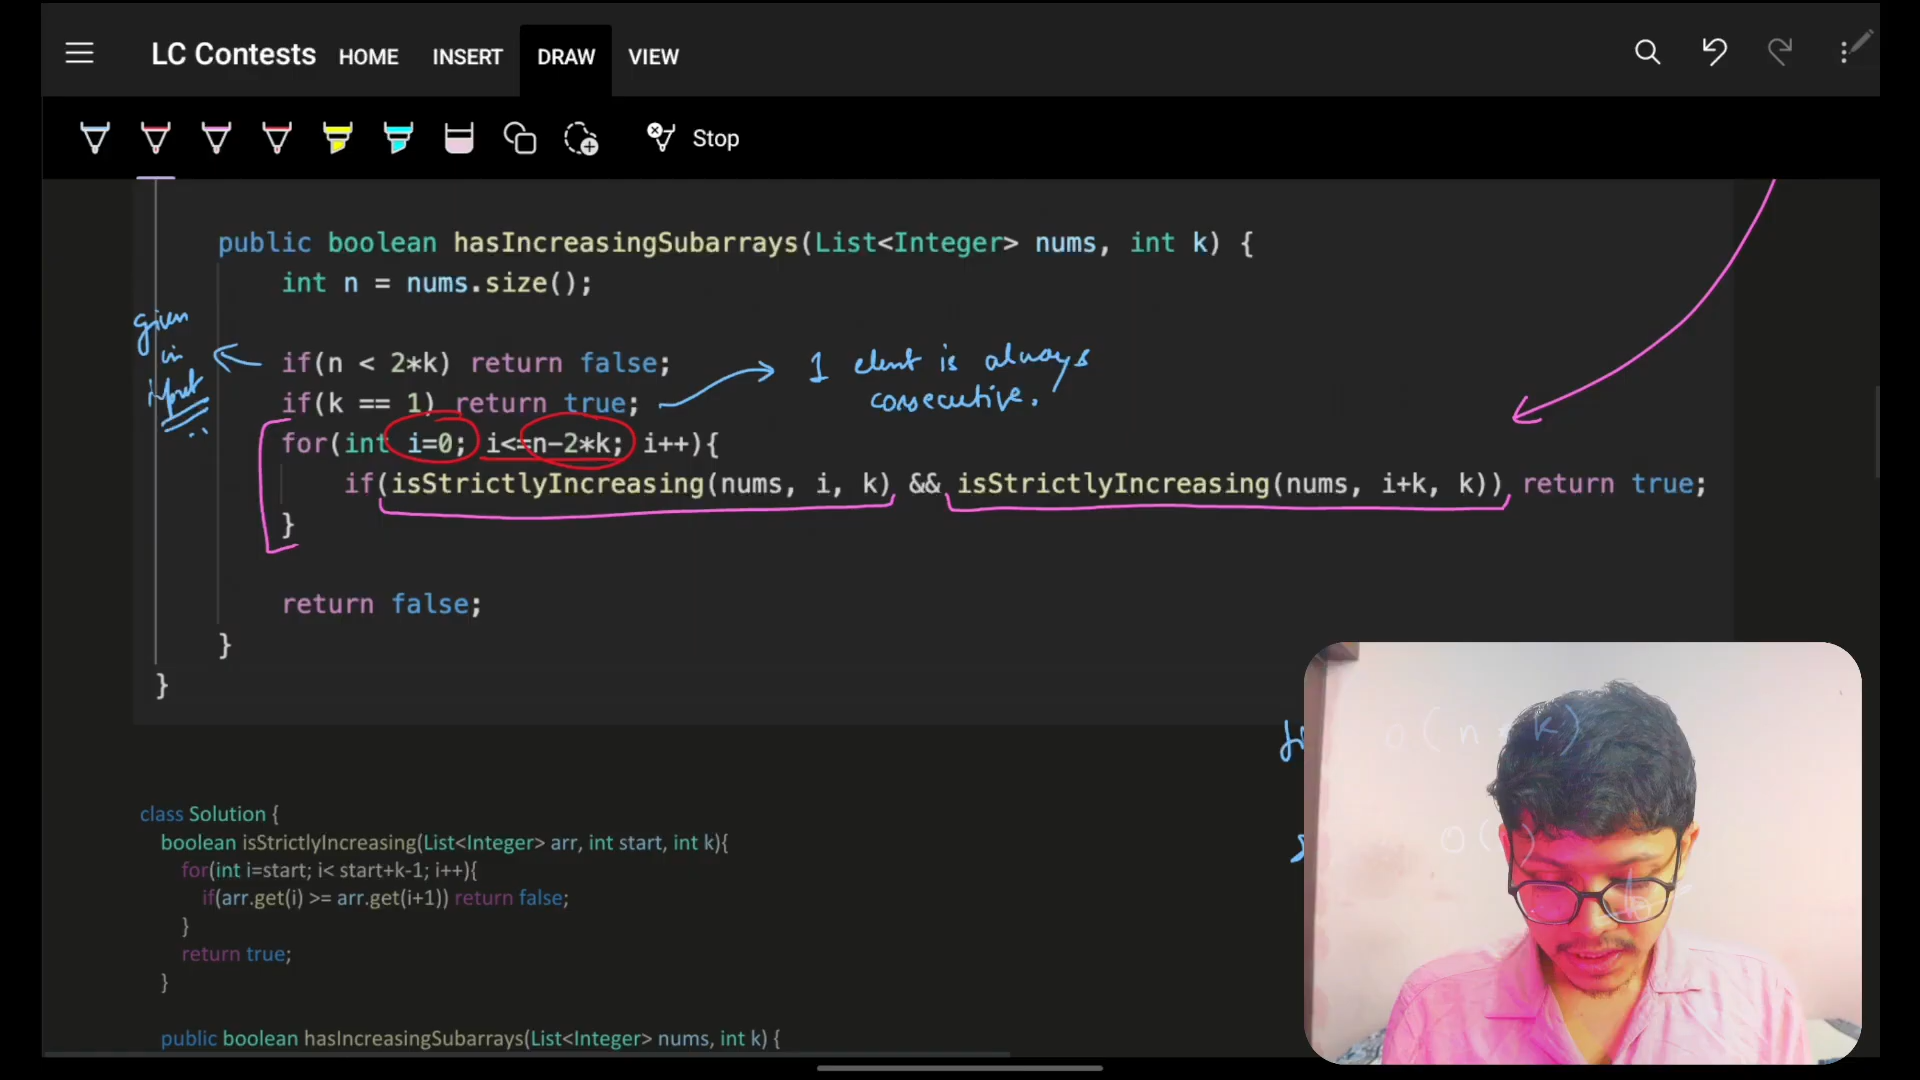 LC Contests HOME INSERT DRAW VIEW
Stop
public boolean hasIncreasingSubarrays(List<Integer> nums, int k) {
int n = nums.size();
given
in
if(n < 2*k) return false;
1 elent is always
consecutive.
if(k == 1) return true;
for(int i=0; i<=n-2*k; i++){
if(isStrictlyIncreasing(nums, i, k) && isStrictlyIncreasing(nums, i+k, k)) return true;
}
return false;
}
}
class Solution {
boolean isStrictlyIncreasing(List<Integer> arr, int start, int k){
for(int i=start; i< start+k-1; i++){
if(arr.get(i) >= arr.get(i+1)) return false;
}
return true;
}
public boolean hasIncreasingSubarrays(List<Integer> nums, int k) {